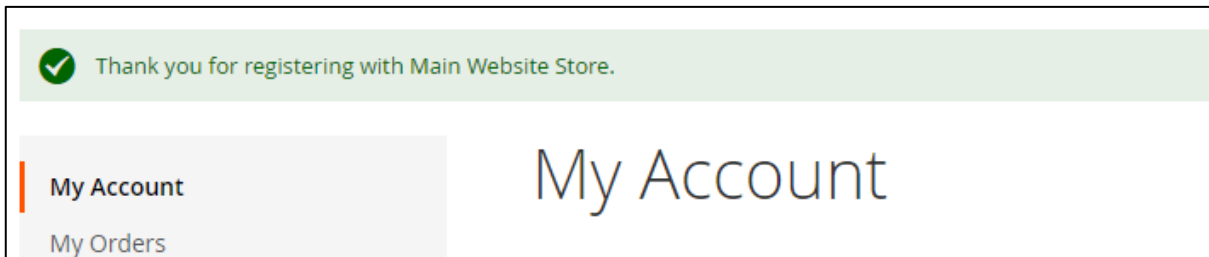 Thank you for registering with Main Website Store.
My Account
My Account
My Orders